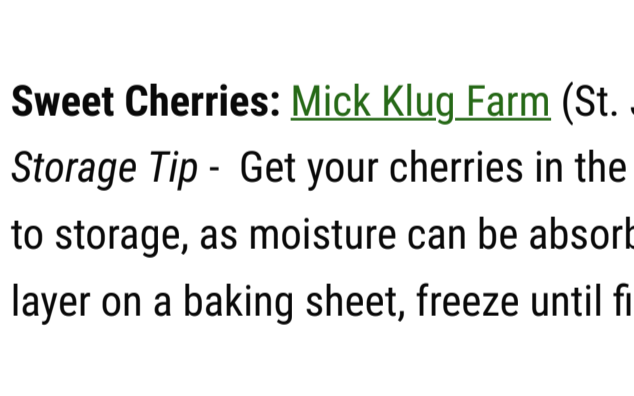 Sweet Cherries: Mick Klug Farm (St.
Storage Tip - Get your cherries in the
to storage, as moisture can be
layer on a baking sheet, freeze until